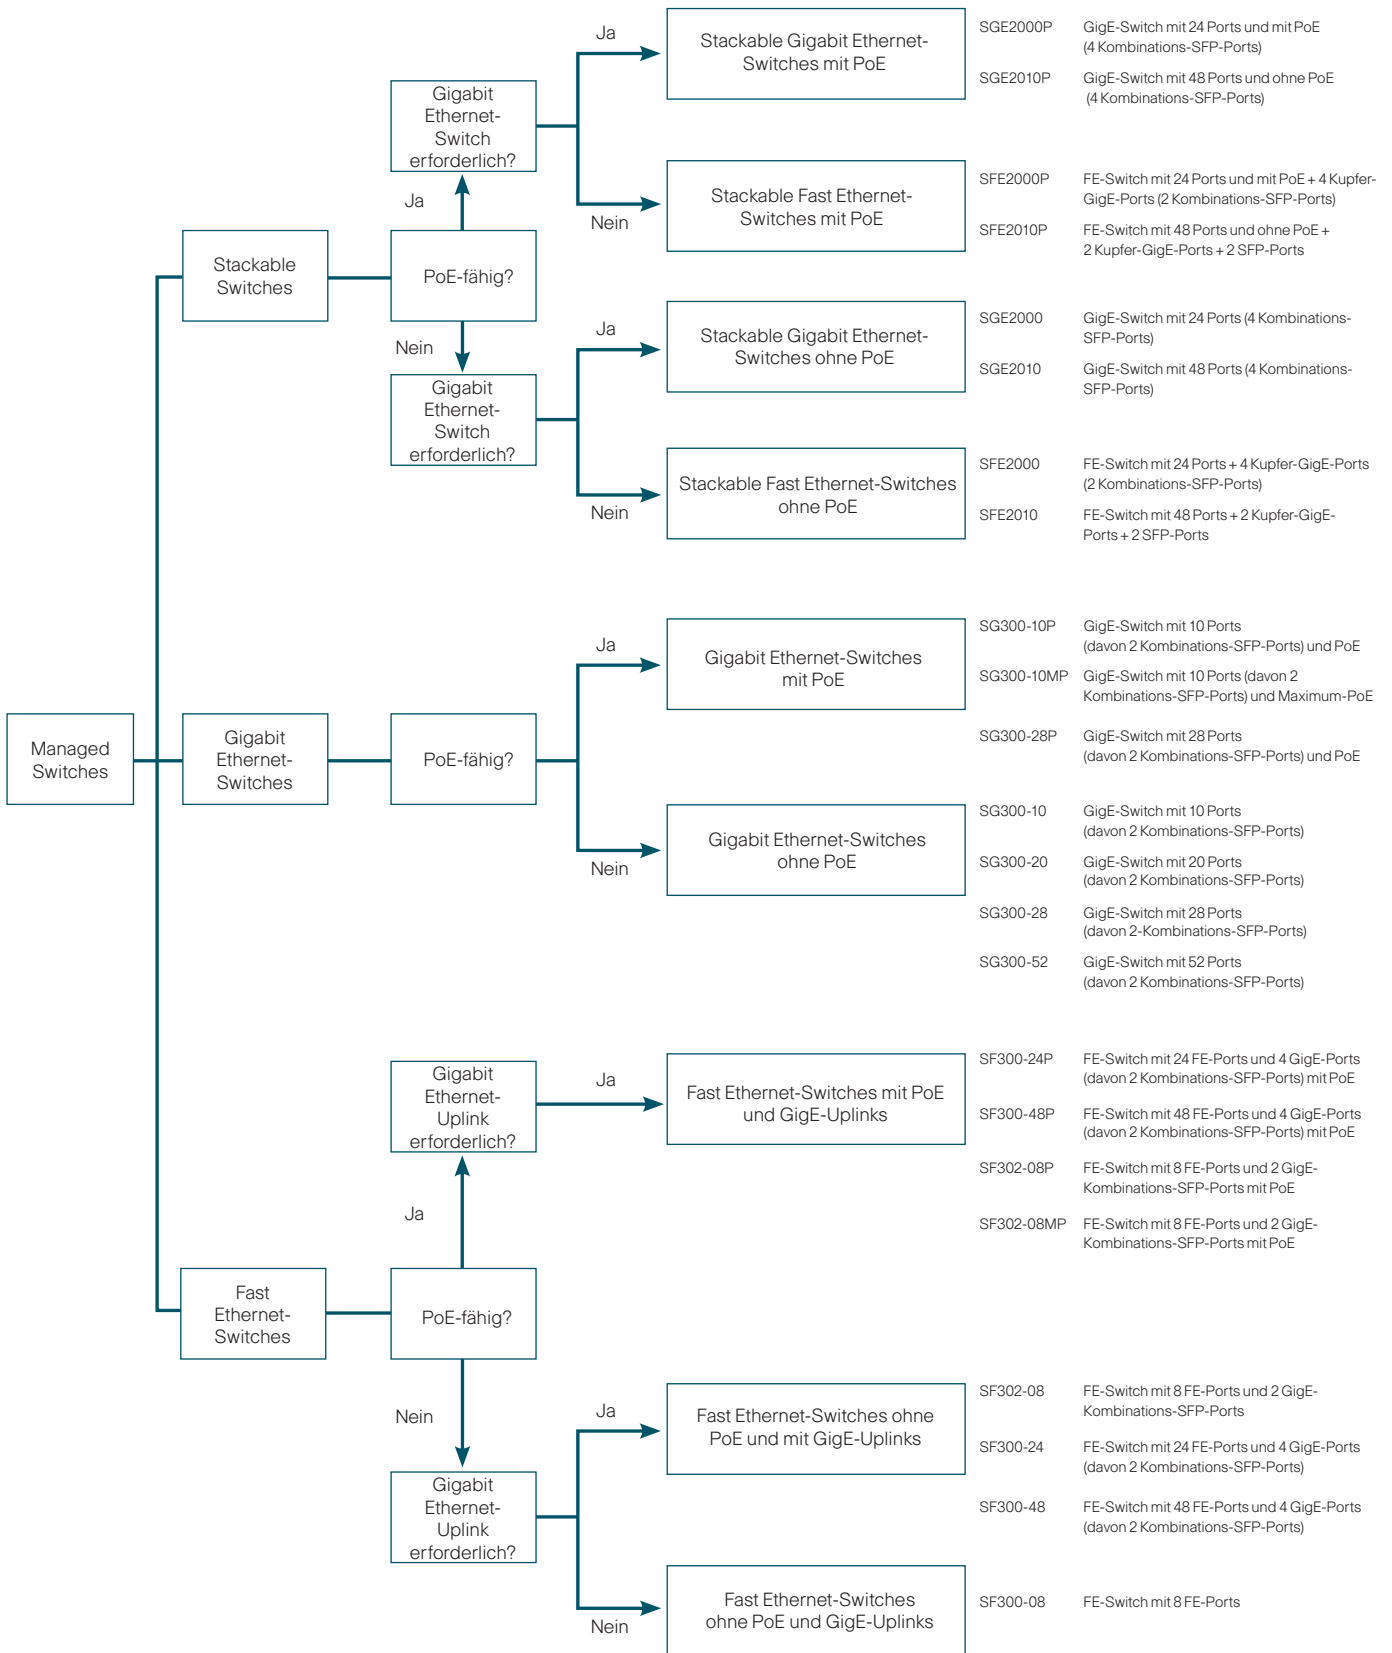 Managed
Switches
Stackable
Switches
PoE-fähig?
Ja
Gigabit
Ethernet-
Switch
erforderlich?
Ja
Stackable Gigabit Ethernet-
Switches mit PoE
SGE2000P GigE-Switch mit 24 Ports und mit PoE
(4 Kombinations-SFP-Ports)
SGE2010P GigE-Switch mit 48 Ports und ohne PoE
(4 Kombinations-SFP-Ports)
Nein
Stackable Fast Ethernet-
Switches mit PoE
SFE2000P FE-Switch mit 24 Ports und mit PoE + 4 Kupfer-
GigE-Ports (2 Kombinations-SFP-Ports)
SFE2010P FE-Switch mit 48 Ports und ohne PoE +
2 Kupfer-GigE-Ports + 2 SFP-Ports
Nein
Gigabit
Ethernet-
Switch
erforderlich?
Ja
Stackable Gigabit Ethernet-
Switches ohne PoE
SGE2000 GigE-Switch mit 24 Ports (4 Kombinations-
SFP-Ports)
SGE2010 GigE-Switch mit 48 Ports (4 Kombinations-
SFP-Ports)
Nein
Stackable Fast Ethernet-Switches
ohne PoE
SFE2000 FE-Switch mit 24 Ports + 4 Kupfer-GigE-Ports
(2 Kombinations-SFP-Ports)
SFE2010 FE-Switch mit 48 Ports + 2 Kupfer-GigE-
Ports + 2 SFP-Ports
Gigabit
Ethernet-
Switches
PoE-fähig?
Ja
Gigabit Ethernet-Switches
mit PoE
SG300-10P GigE-Switch mit 10 Ports
(davon 2 Kombinations-SFP-Ports) und PoE
SG300-10MP GigE-Switch mit 10 Ports (davon 2
Kombinations-SFP-Ports) und Maximum-PoE
SG300-28P GigE-Switch mit 28 Ports
(davon 2 Kombinations-SFP-Ports) und PoE
Nein
Gigabit Ethernet-Switches
ohne PoE
SG300-10 GigE-Switch mit 10 Ports
(davon 2 Kombinations-SFP-Ports)
SG300-20 GigE-Switch mit 20 Ports
(davon 2 Kombinations-SFP-Ports)
SG300-28 GigE-Switch mit 28 Ports
(davon 2-Kombinations-SFP-Ports)
SG300-52 GigE-Switch mit 52 Ports
(davon 2 Kombinations-SFP-Ports)
Fast
Ethernet-
Switches
PoE-fähig?
Ja
Gigabit
Ethernet-
Uplink
erforderlich?
Ja
Fast Ethernet-Switches mit PoE
und GigE-Uplinks
SF300-24P FE-Switch mit 24 FE-Ports und 4 GigE-Ports
(davon 2 Kombinations-SFP-Ports) mit PoE
SF300-48P FE-Switch mit 48 FE-Ports und 4 GigE-Ports
(davon 2 Kombinations-SFP-Ports) mit PoE
SF302-08P FE-Switch mit 8 FE-Ports und 2 GigE-
Kombinations-SFP-Ports mit PoE
SF302-08MP FE-Switch mit 8 FE-Ports und 2 GigE-
Kombinations-SFP-Ports mit PoE
Nein
Gigabit
Ethernet-
Uplink
erforderlich?
Ja
Fast Ethernet-Switches ohne
PoE und mit GigE-Uplinks
SF302-08 FE-Switch mit 8 FE-Ports und 2 GigE-
Kombinations-SFP-Ports
SF300-24 FE-Switch mit 24 FE-Ports und 4 GigE-Ports
(davon 2 Kombinations-SFP-Ports)
SF300-48 FE-Switch mit 48 FE-Ports und 4 GigE-Ports
(davon 2 Kombinations-SFP-Ports)
Nein
Fast Ethernet-Switches
ohne PoE und GigE-Uplinks
SF300-08 FE-Switch mit 8 FE-Ports